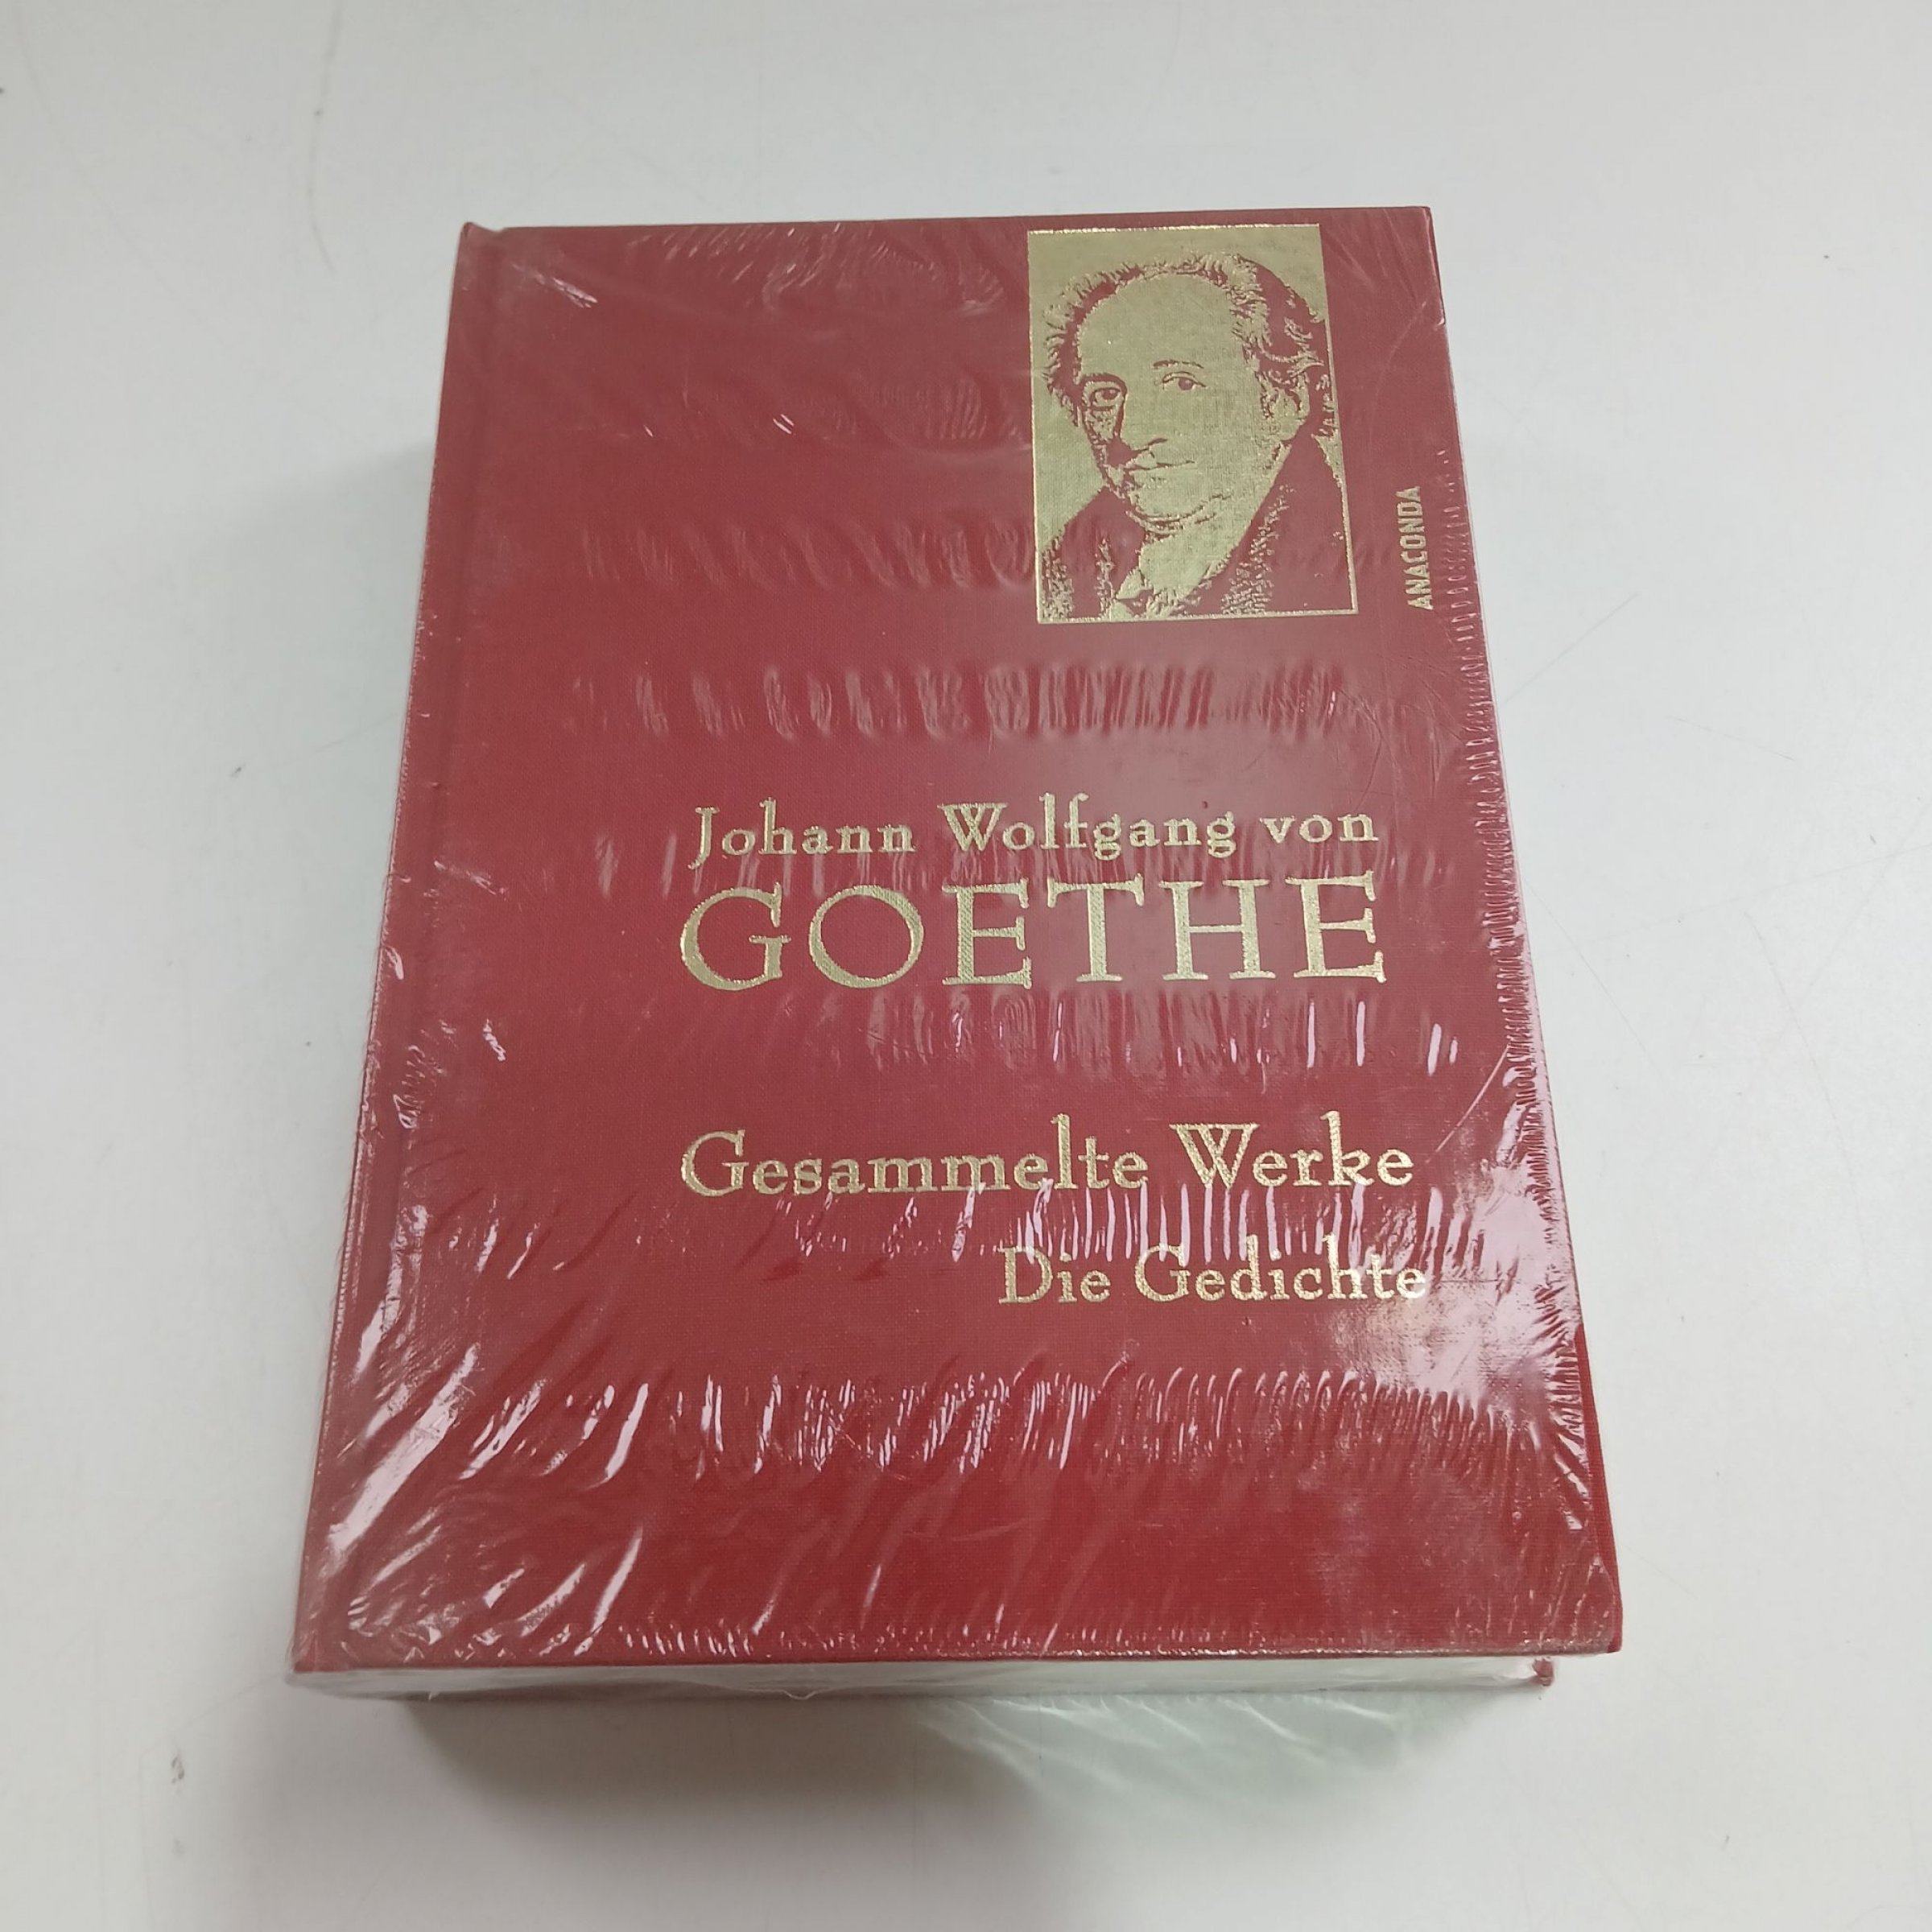 ANACONDA
Johann Wolfgang von
GOETHE
Gesammelte Werke
Die Gedichte